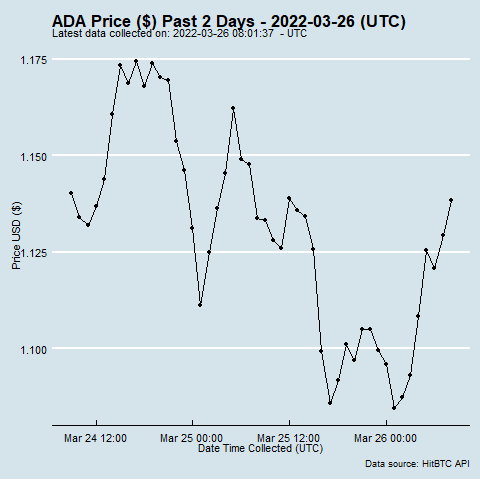 ADA Price ($) Past 2 Days - 2022-03-26 (UTC)
Latest data collected on: 2022-03-26 08:01:37 - UTC
1.175
1.150
1.125
1.100
Price USD ($)
Mar 24 12:00 Mar 25 00:00 Mar 25 12:00 Mar 26 00:00
Date Time Collected (UTC)
Data source: HitBTC API